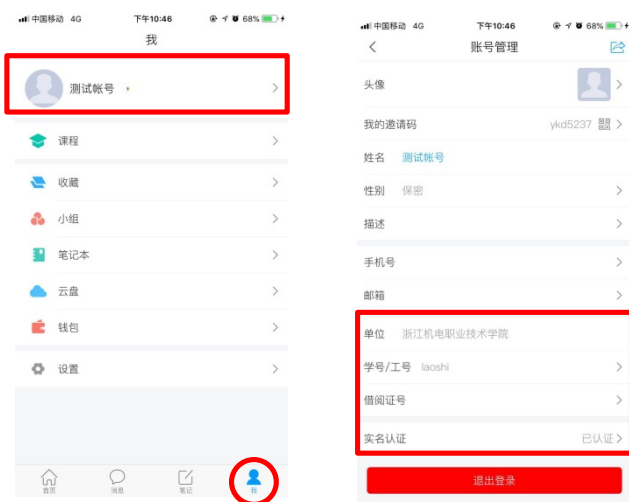 中国移动 4G 下午10:46 68%
我
测试帐号
课程
收藏
小组
笔记本
云盘
钱包
设置
首页
消息
笔记
我
中国移动 4G 下午10:46 68%
账号管理
头像
我的邀请码 ykd5237
姓名 测试帐号
性别 保密
描述
手机号
邮箱
单位 浙江机电职业技术学院
学号/工号 laoshi
借阅证号
实名认证 已认证
退出登录